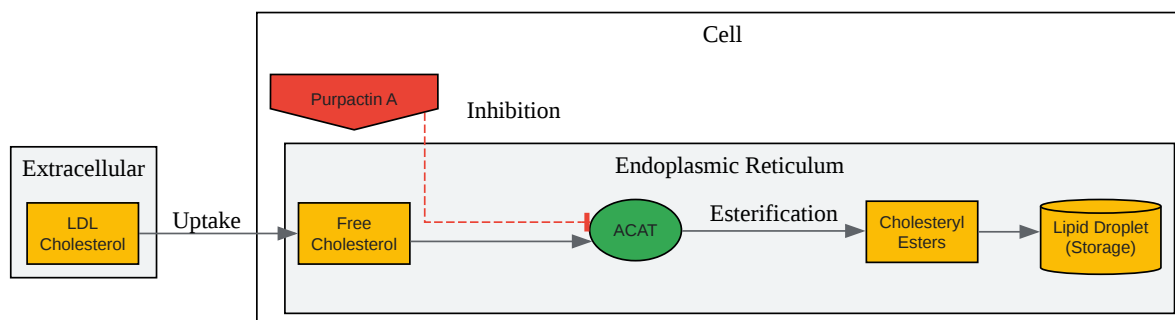 Cell
Purpactin A
Inhibition
Extracellular
Endoplasmic Reticulum
LDL
Cholesterol
Uptake
Free
Cholesterol
ACAT
Esterification
Cholesteryl
Esters
Lipid Droplet
(Storage)